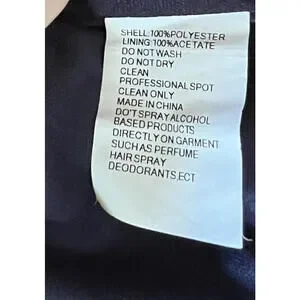 SHELL:100%POLYESTER
LINING:100%ACETATE
DO NOT WASH
DO NOT DRY
CLEAN
PROFESSIONAL SPOT
CLEAN ONLY
MADE IN CHINA
DO'T SPRAY ALCOHOL
BASED PRODUCTS
DIRECTLY ON GARMENT
SUCH AS PERFUME
HAIR SPRAY
DEODORANTS,ECT